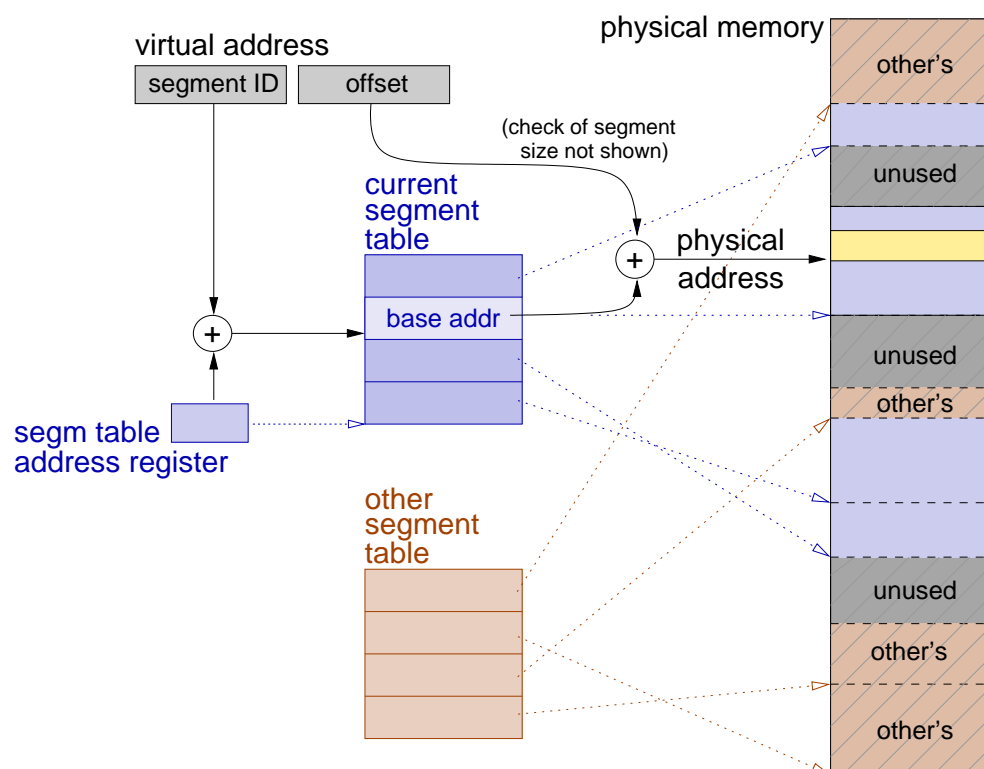 virtual address
segment ID
offset
(check of segment
size not shown)
current
segment
table
base addr
+
+
physical
address
segm table
address register
other
segment
table
physical memory
other's
unused
unused
other's
unused
other's
other's